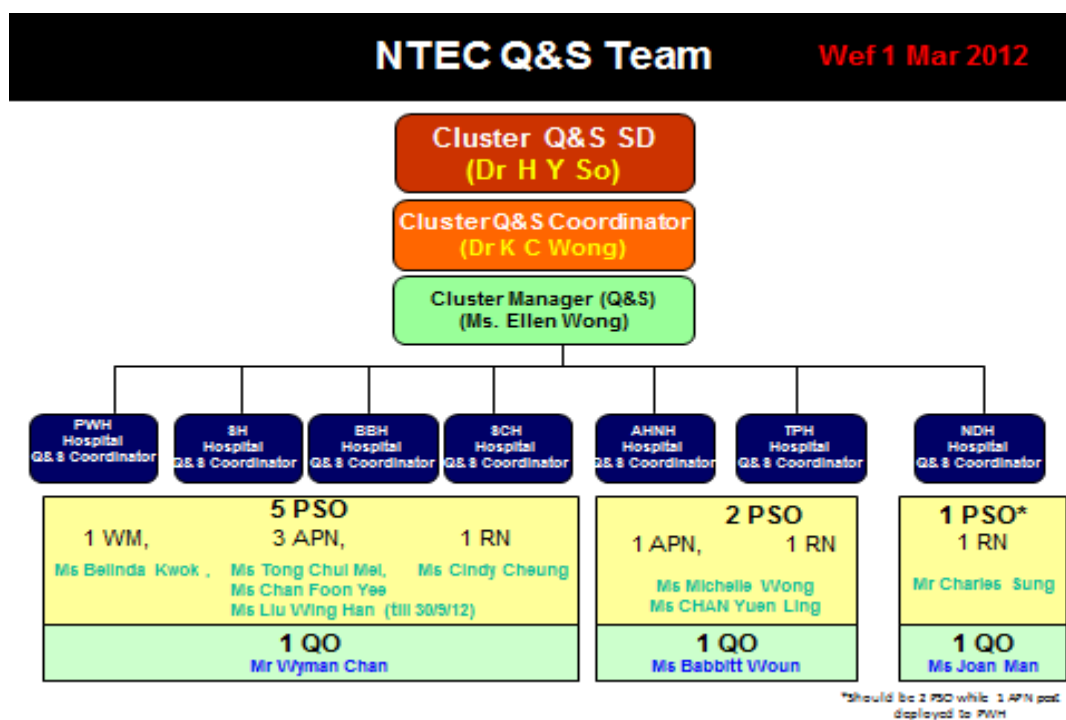 NTEC Q&S Team
Wef 1 Mar 2012
Cluster Q&S SD
(Dr H Y So)
Cluster Q&S Coordinator
(Dr K C Wong)
Cluster Manager (Q&S)
(Ms. Ellen Wong)
PWH
Hospital
Q& S Coordinator
SH
Hospital
Q& S Coordinator
BBH
Hospital
Q& S Coordinator
SCH
Hospital
Q& S Coordinator
AHNH
Hospital
Q& S Coordinator
TPH
Hospital
Q& S Coordinator
NDH
Hospital
Q& S Coordinator
5 PSO
1 WM, 3 APN, 1 RN
Ms Belinda Kwok , Ms Tong Chui Mei, Ms Cindy Cheung
Ms Chan Foon Yee
Ms Liu Wing Han (till 30/9/12)
1 QO
Mr Wyman Chan
2 PSO
1 APN, 1 RN
Ms Michelle Wong
Ms CHAN Yuen Ling
1 QO
Ms Babbitt Woun
1 PSO*
1 RN
Mr Charles Sung
1 QO
Ms Joan Man
*Should be 2 PSO while 1 APN post
deployed to PWH